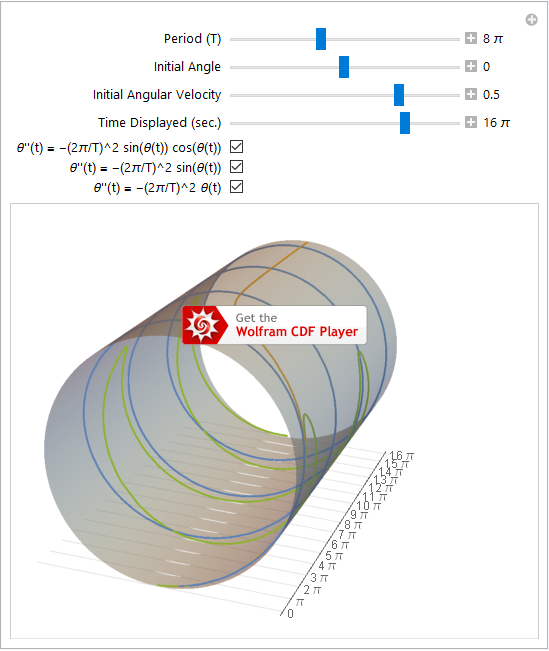 Period (T) 8 π
Initial Angle 0
Initial Angular Velocity 0.5
Time Displayed (sec.) 16 π
θ''(t) = −(2π/T)^2 sin(θ(t)) cos(θ(t))
θ''(t) = −(2π/T)^2 sin(θ(t))
θ''(t) = −(2π/T)^2 θ(t)
Get the
Wolfram CDF Player
16 π
15 π
14 π
13 π
12 π
11 π
10 π
9 π
8 π
7 π
6 π
5 π
4 π
3 π
2 π
π
0